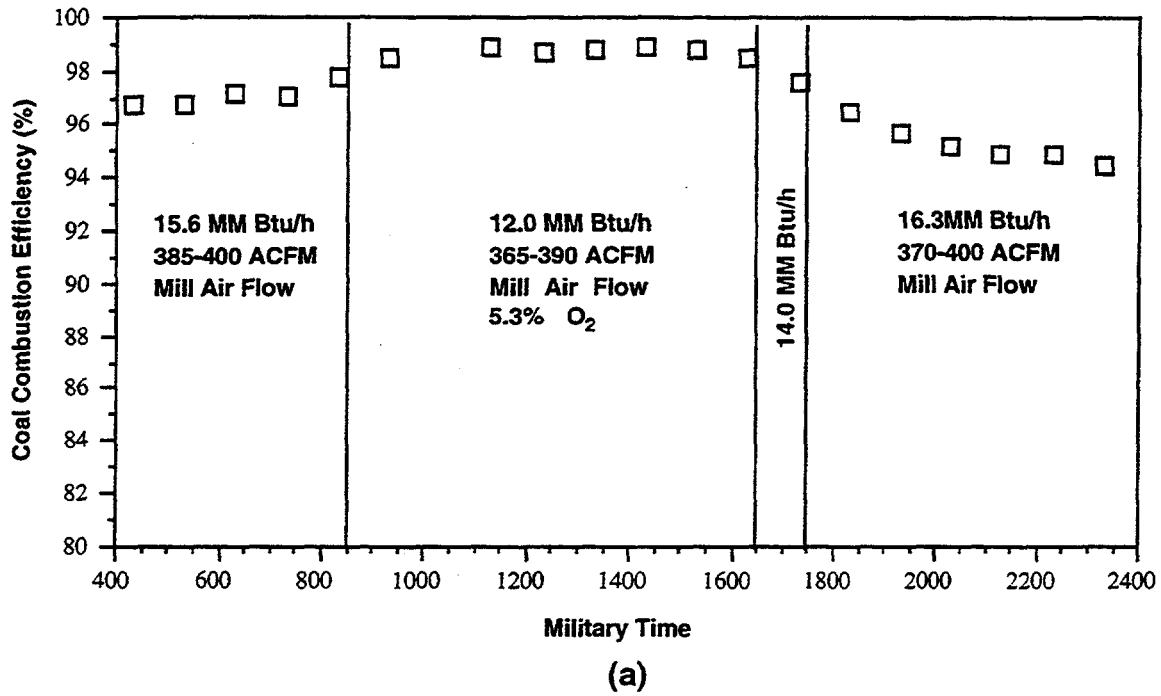 100
98
96
94
92
90
88
86
84
82
80
Coal Combustion Efficiency (%)
15.6 MM Btu/h
385-400 ACFM
Mill Air Flow
12.0 MM Btu/h
365-390 ACFM
Mill Air Flow
5.3% O₂
14.0 MM Btu/h
16.3MM Btu/h
370-400 ACFM
Mill Air Flow
400 600 800 1000 1200 1400 1600 1800 2000 2200 2400
Military Time
(a)